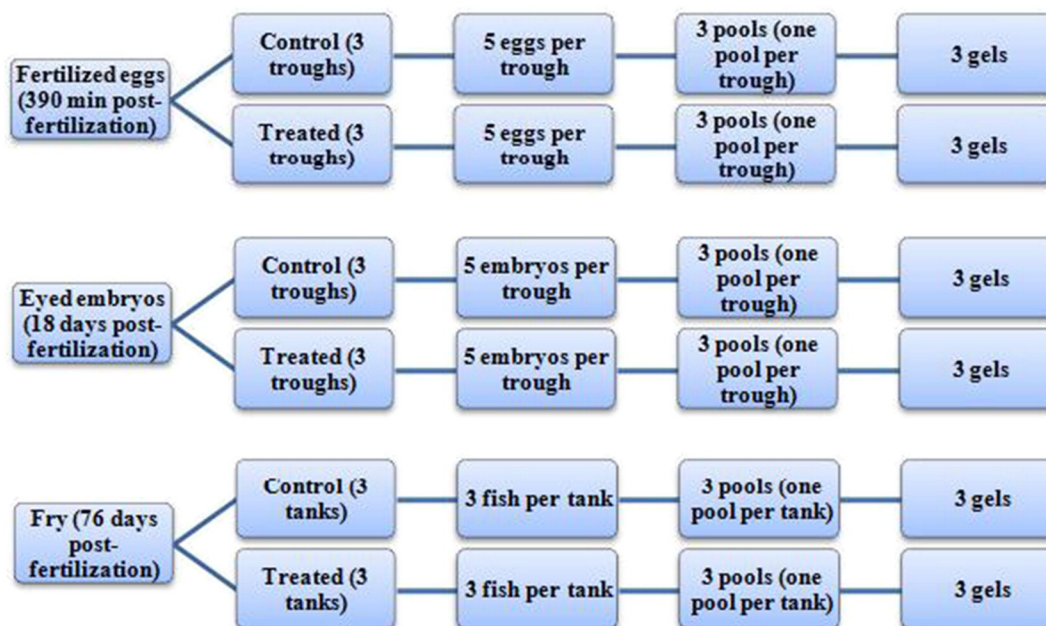 Fertilized eggs
(390 min post-
fertilization)
Control (3
troughs)
5 eggs per
trough
3 pools (one
pool per
trough)
3 gels
Treated (3
troughs)
5 eggs per
trough
3 pools (one
pool per
trough)
3 gels
Eyed embryos
(18 days post-
fertilization)
Control (3
troughs)
5 embryos per
trough
3 pools (one
pool per
trough)
3 gels
Treated (3
troughs)
5 embryos per
trough
3 pools (one
pool per
trough)
3 gels
Fry (76 days
post-
fertilization)
Control (3
tanks)
3 fish per tank
3 pools (one
pool per tank)
3 gels
Treated (3
tanks)
3 fish per tank
3 pools (one
pool per tank)
3 gels